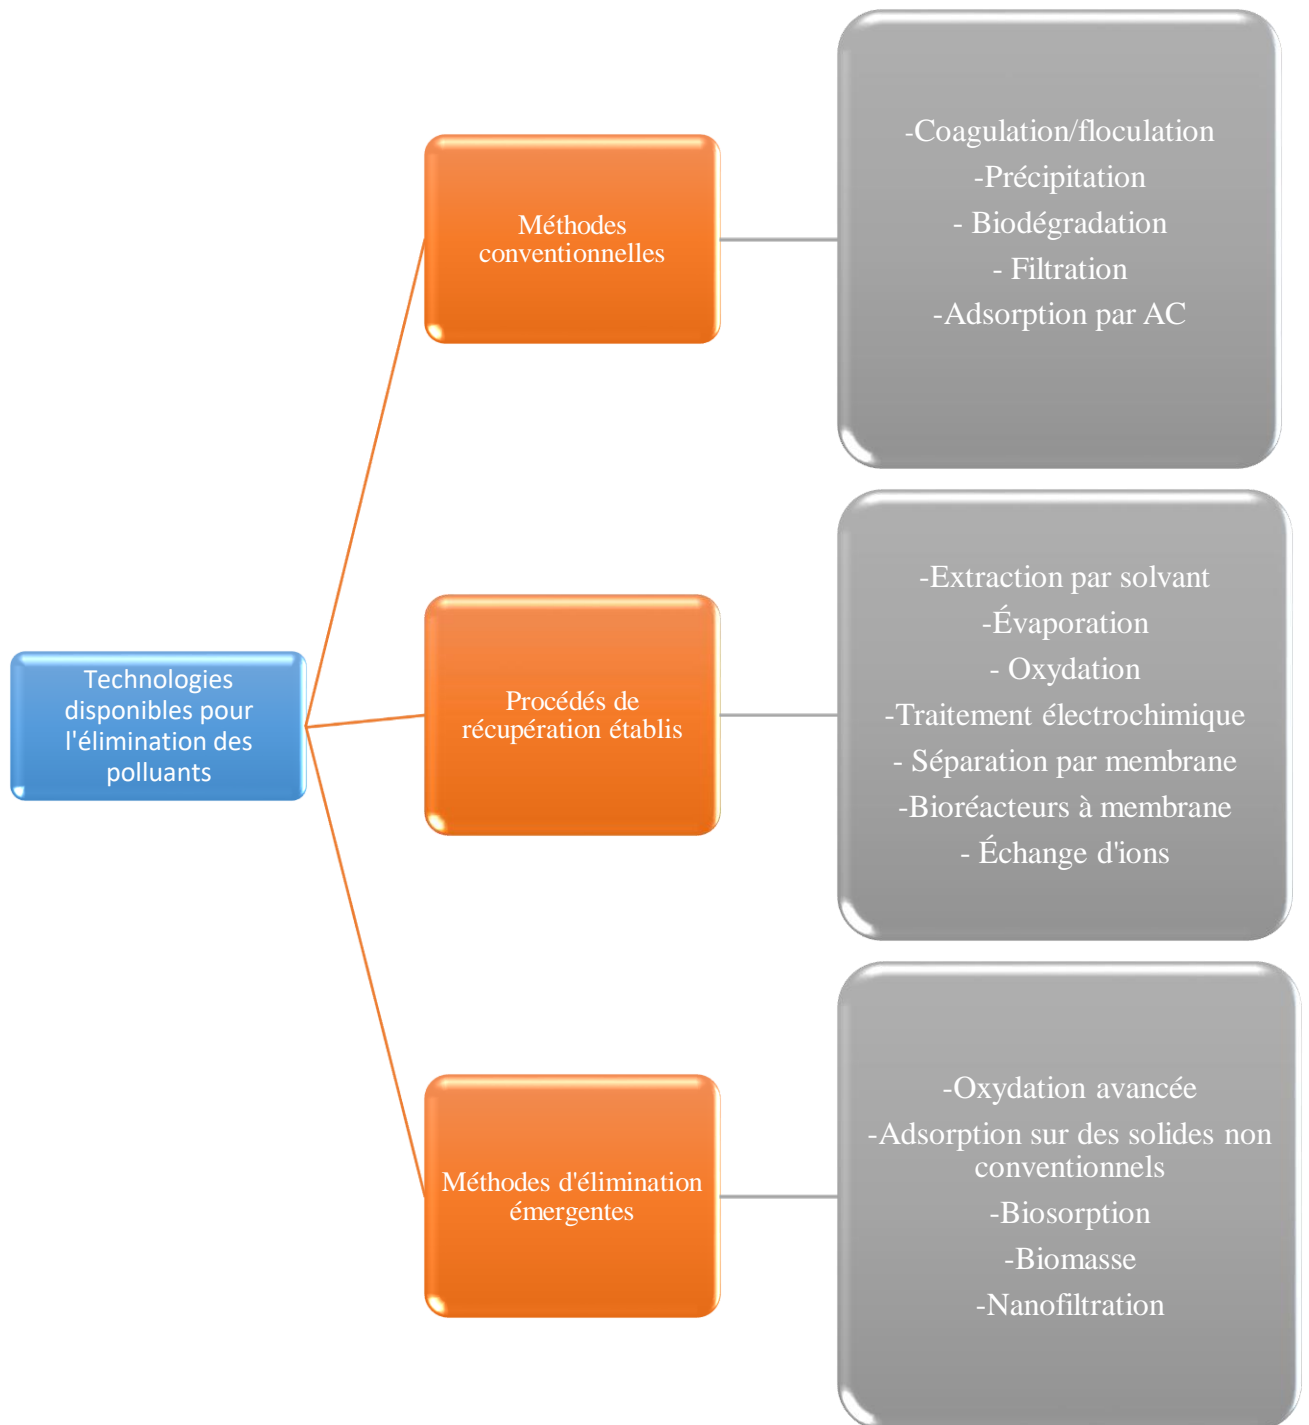 Technologies
disponibles pour
l'élimination des
polluants
Méthodes
conventionnelles
-Coagulation/floculation
-Précipitation
- Biodégradation
- Filtration
-Adsorption par AC
Procédés de
récupération établis
-Extraction par solvant
-Évaporation
- Oxydation
-Traitement électrochimique
- Séparation par membrane
-Bioréacteurs à membrane
- Échange d'ions
Méthodes d'élimination
émergentes
-Oxydation avancée
-Adsorption sur des solides non
conventionnels
-Biosorption
-Biomasse
-Nanofiltration